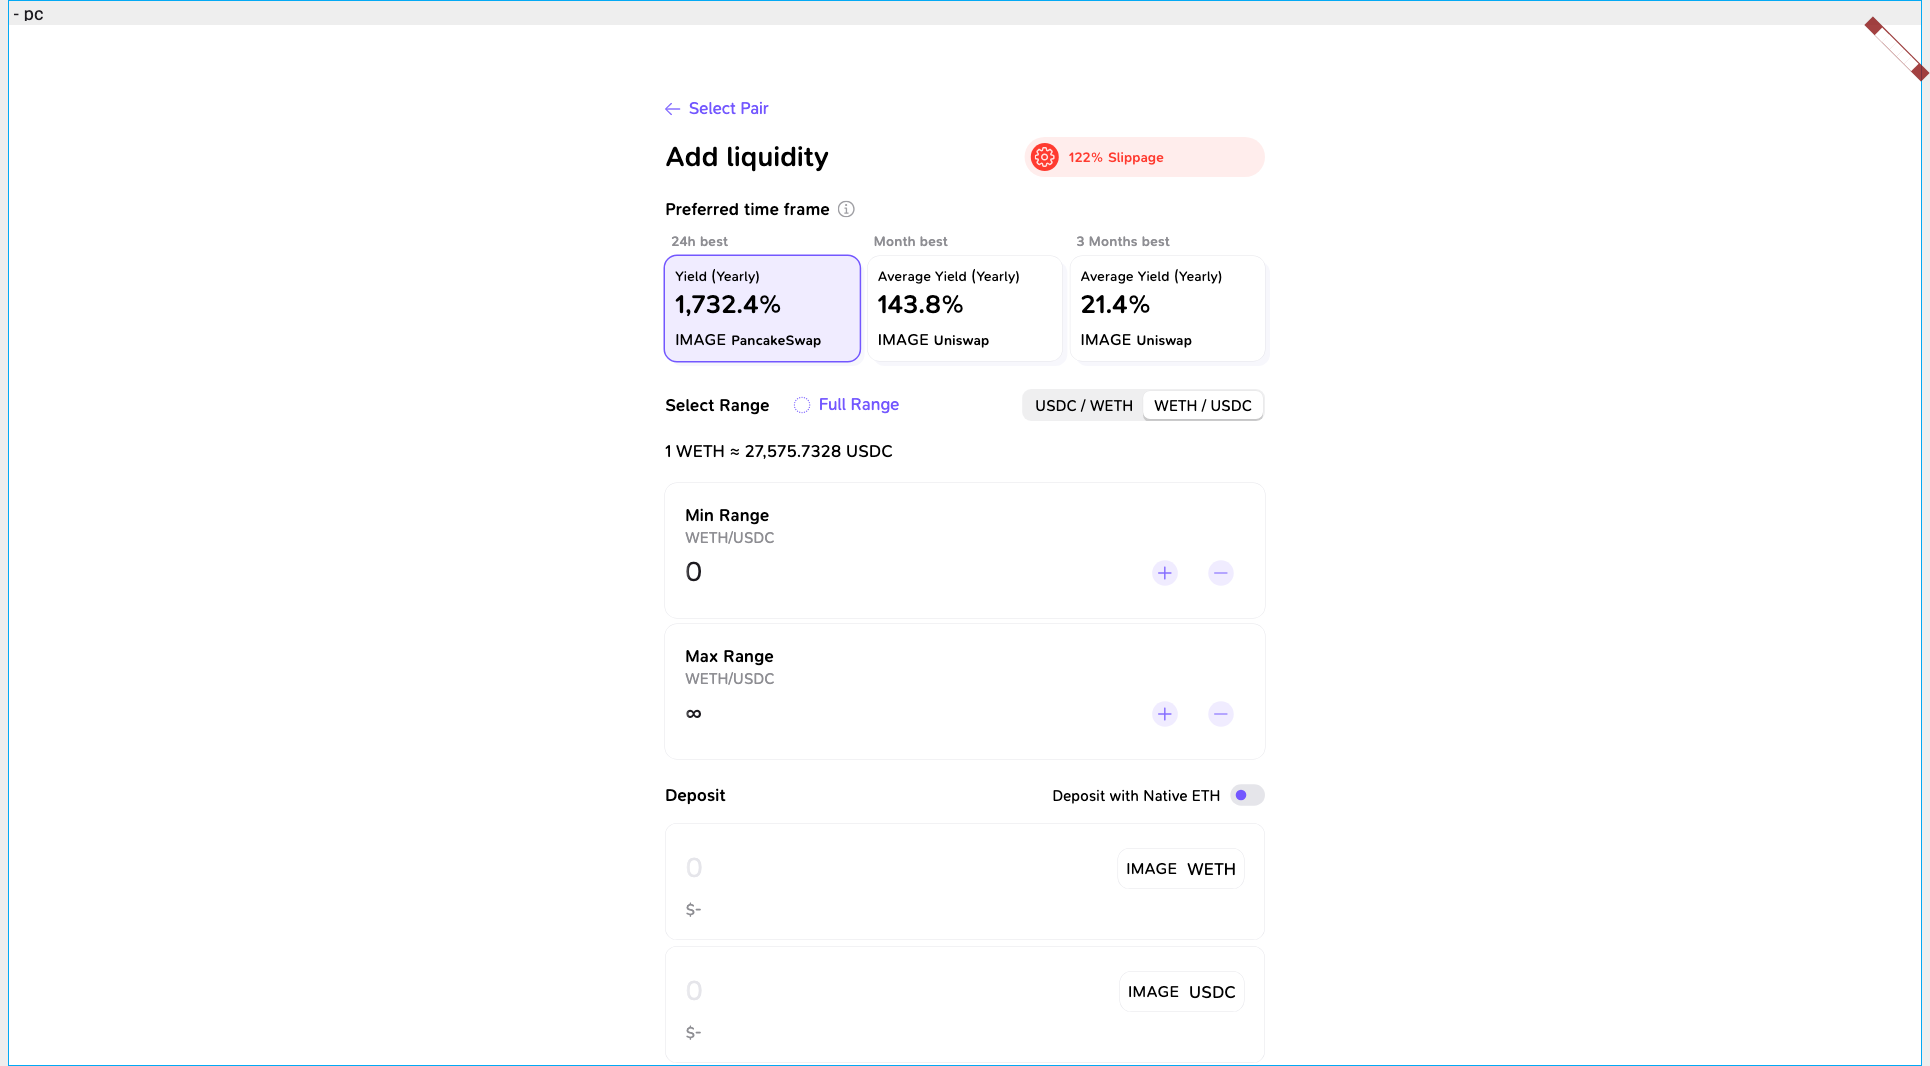 - pc
← Select Pair
Add liquidity
122% Slippage
Preferred time frame
24h best
Yield (Yearly)
1,732.4%
IMAGE PancakeSwap
Month best
Average Yield (Yearly)
143.8%
IMAGE Uniswap
3 Months best
Average Yield (Yearly)
21.4%
IMAGE Uniswap
Select Range
Full Range
USDC / WETH
WETH / USDC
1 WETH ≈ 27,575.7328 USDC
Min Range
WETH/USDC
0
Max Range
WETH/USDC
∞
Deposit
Deposit with Native ETH
0
IMAGE WETH
$-
0
IMAGE USDC
$-